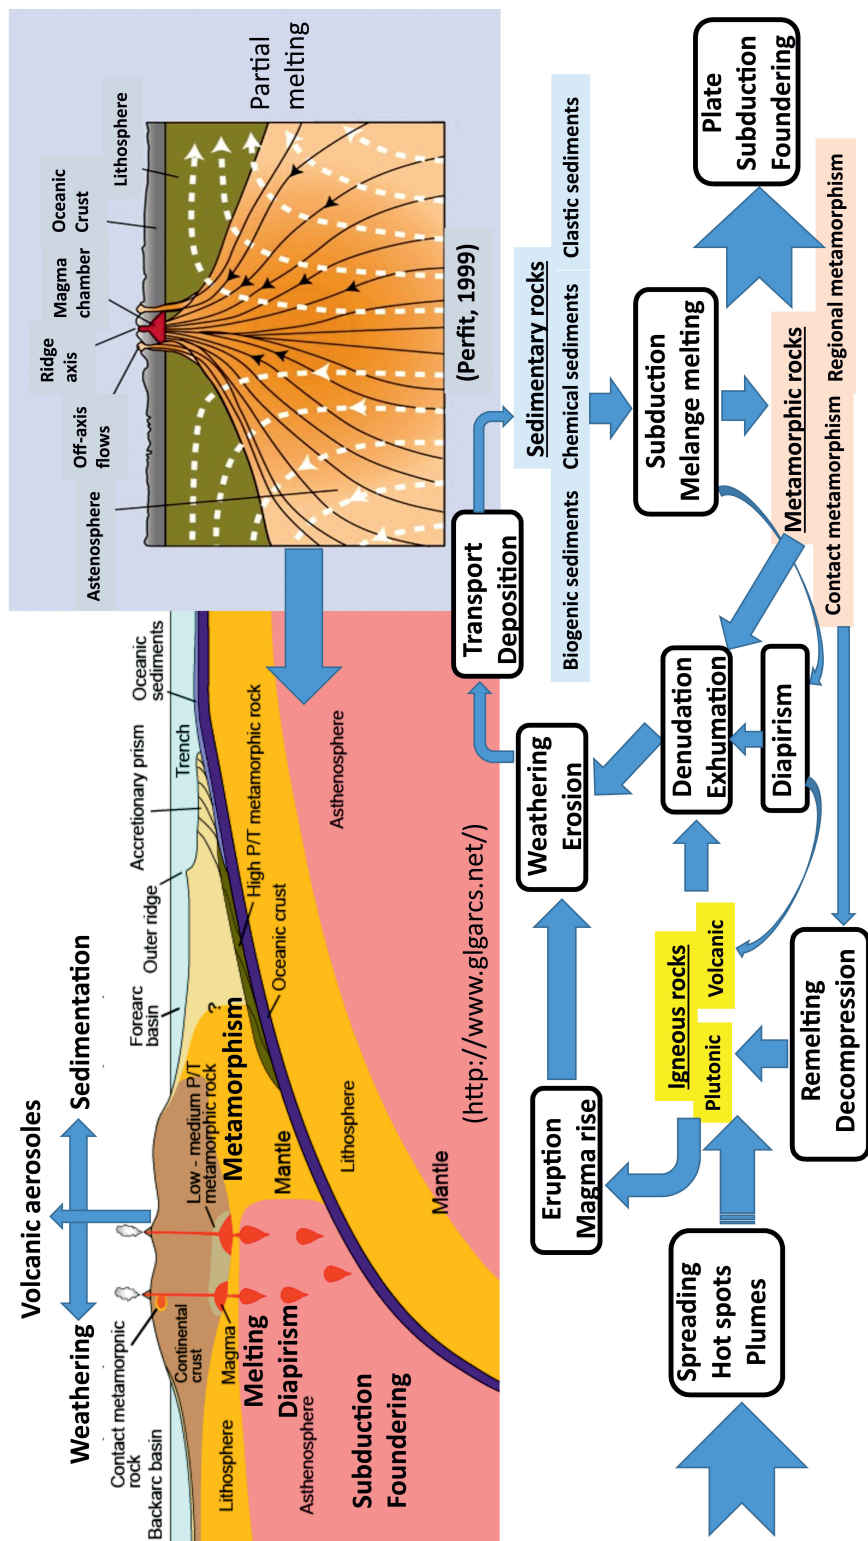 Volcanic aerosoles
Weathering
Sedimentation
Contact metamorpnic
rock
Backarc basin
Continental
crust
Low - medium P/T
metamorphic rock
Forearc
basin
Outer ridge
Accretionary prism
Trench
Oceanic
sediments
Lithosphere
Magma
Melting
Diapirism
Asthenosphere
Subduction
Foundering
Metamorphism
?
Mantle
High P/T metamorphic rock
Oceanic crust
Lithosphere
Mantle
Asthenosphere
(http://www.glgarcs.net/)
Astenosphere
Off-axis
flows
Ridge
axis
Magma
chamber
Oceanic
Crust
Lithosphere
Partial
melting
(Perfit, 1999)
Transport
Deposition
Sedimentary rocks
Biogenic sediments
Chemical sediments
Clastic sediments
Weathering
Erosion
Eruption
Magma rise
Spreading
Hot spots
Plumes
Igneous rocks
Plutonic
Volcanic
Denudation
Exhumation
Diapirism
Subduction
Melange melting
Plate
Subduction
Foundering
Remelting
Decompression
Metamorphic rocks
Contact metamorphism
Regional metamorphism